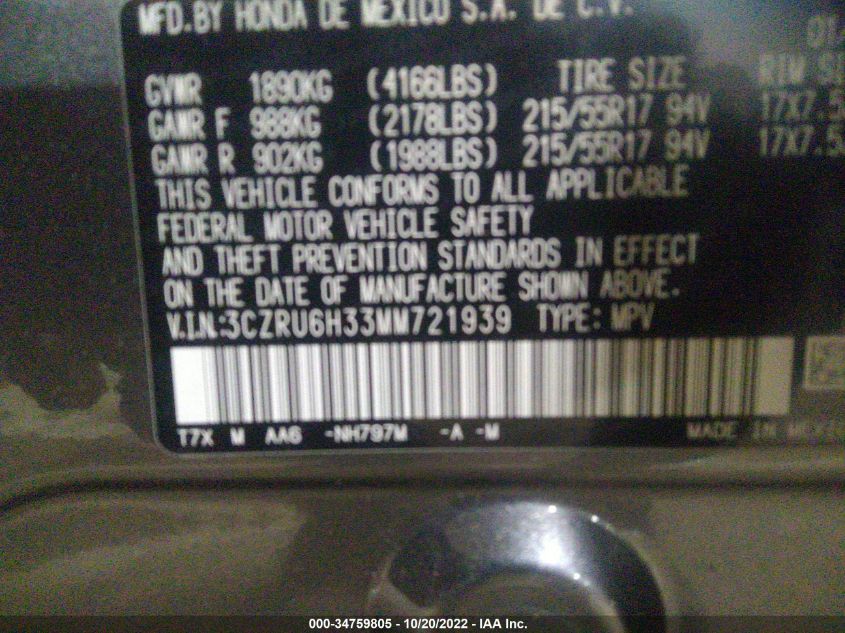 MFD.BY HONDA DE MEXICO S.A. DE C.V.
GVWR 1890KG (4166LBS) TIRE SIZE RIM
GAWR F 988KG (2178LBS) 215/55R17 94V 17X7.5
GAWR R 902KG (1988LBS) 215/55R17 94V 17X7.5
THIS VEHICLE CONFORMS TO ALL APPLICABLE
FEDERAL MOTOR VEHICLE SAFETY
AND THEFT PREVENTION STANDARDS IN EFFECT
ON THE DATE OF MANUFACTURE SHOWN ABOVE.
V.I.N.:3CZRU6H33MM721939 TYPE: MPV
T7X M AA6 -NH797M -A -M MADE IN MEXICO
000-34759805 - 10/20/2022 - IAA Inc.